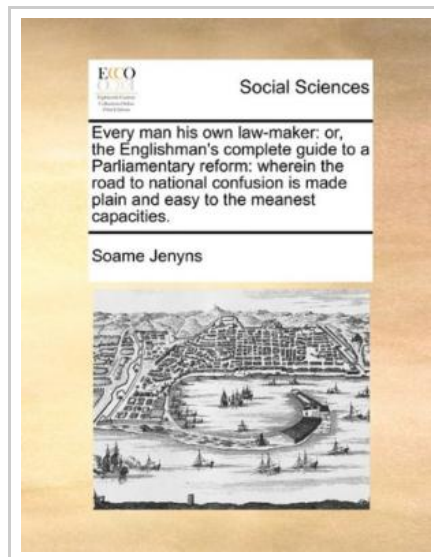 ECCO
Social Sciences
Every man his own law-maker: or,
the Englishman's complete guide to a
Parliamentary reform: wherein the
road to national confusion is made
plain and easy to the meanest
capacities.
Soame Jenyns